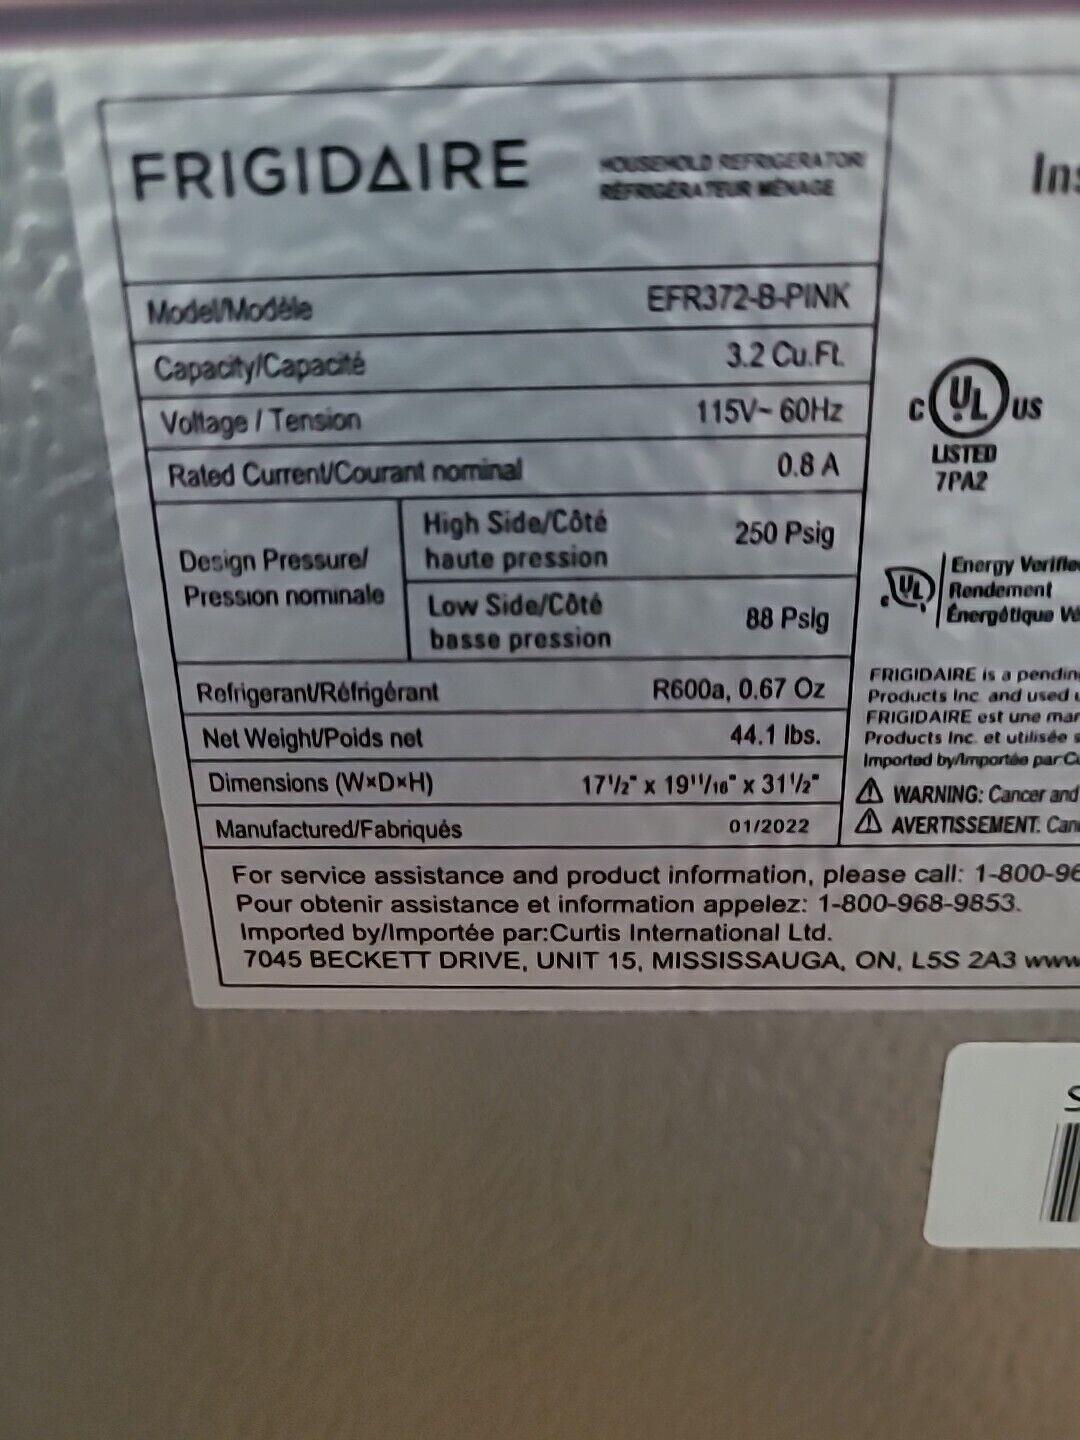 FRIGIDAIRE
HOUSEHOLD REFRIGERATOR
RÉFRIGÉRATEUR MÉNAGE
Ins
Model/Modèle EFR372-B-PINK
Capacity/Capacité 3.2 Cu.Ft.
Voltage / Tension 115V~ 60Hz
Rated Current/Courant nominal 0.8 A
Design Pressure/
Pression nominale
High Side/Côté
haute pression
250 Psig
Low Side/Côté
basse pression
88 Psig
Refrigerant/Réfrigérant R600a, 0.67 Oz
Net Weight/Poids net 44.1 lbs.
Dimensions (W×D×H) 17 1/2" x 19 11/16" x 31 1/2"
Manufactured/Fabriqués 01/2022
C UL US
LISTED
7PA2
C UL
Energy Verifie
Rendement
Énergétique Vé
FRIGIDAIRE is a pendin
Products Inc. and used u
FRIGIDAIRE est une mar
Products Inc. et utilisée s
Imported by/Importée par:Cu
WARNING: Cancer and
AVERTISSEMENT: Can
For service assistance and product information, please call: 1-800-96
Pour obtenir assistance et information appelez: 1-800-968-9853.
Imported by/Importée par:Curtis International Ltd.
7045 BECKETT DRIVE, UNIT 15, MISSISSAUGA, ON, L5S 2A3 www
S